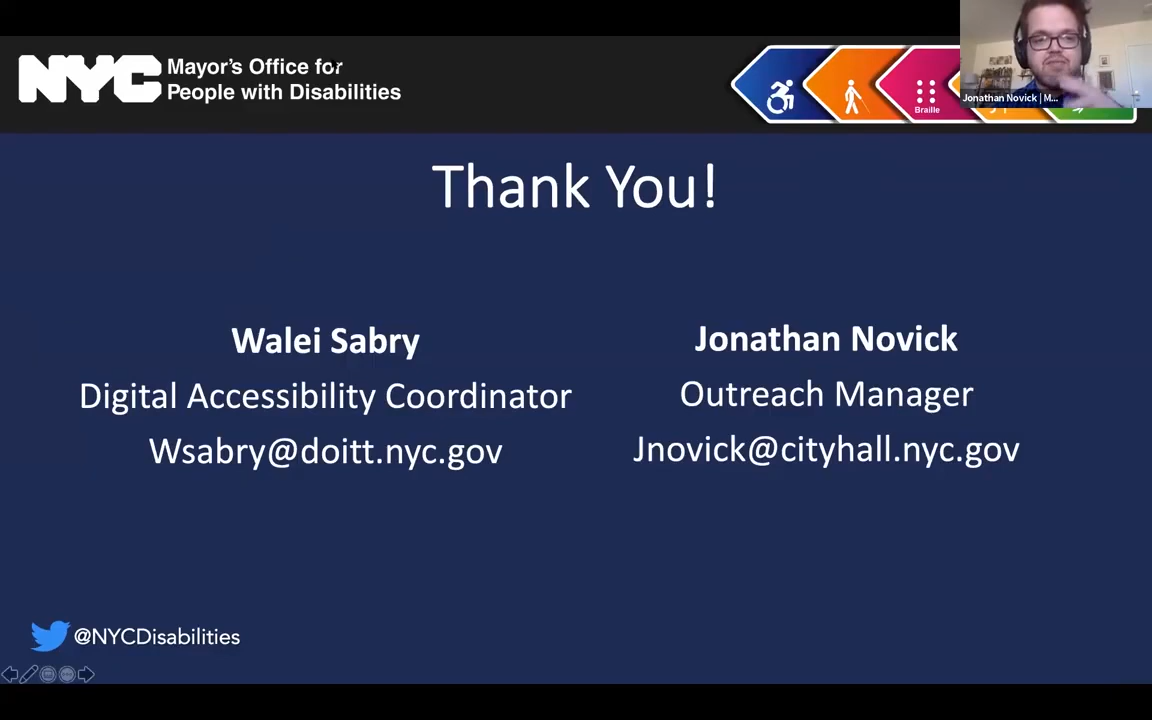 NYC Mayor's Office for
People with Disabilities
Braille
Jonathan Novick | M...
Thank You!
Walei Sabry
Digital Accessibility Coordinator
Wsabry@doitt.nyc.gov
Jonathan Novick
Outreach Manager
Jnovick@cityhall.nyc.gov
@NYCDisabilities